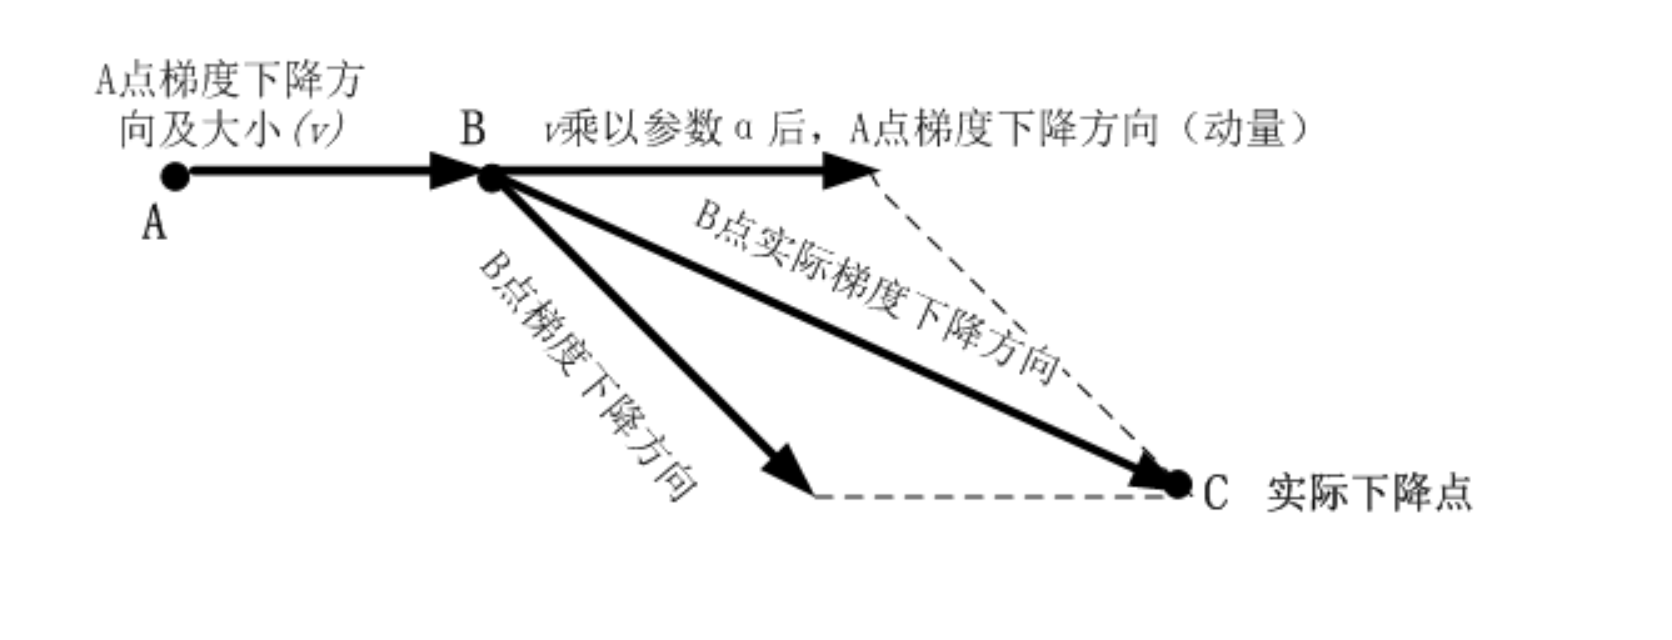 A点梯度下降方
向及大小(v)
B
v乘以参数α后，A点梯度下降方向（动量）
A
B点实际梯度下降方向
B点梯度下降方向
C 实际下降点